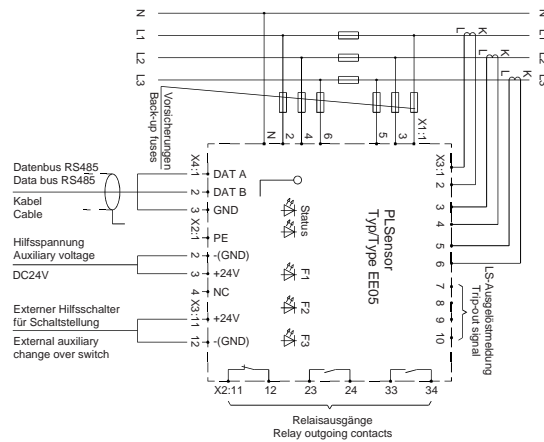 N N
L1 L1
L2 L2
L3 L3
L K
L K
L K
Vorsicherungen
Back-up fuses
N 2 4 6 5 3 X1:1
X4:1 DAT A
2 DAT B
3 GND
X2:1 PE
2 -(GND)
3 +24V
4 NC
X3:11 +24V
12 -(GND)
Datenbus RS485
Data bus RS485
Kabel
Cable
Hilfsspannung
Auxiliary voltage
DC24V
Externer Hilfsschalter
für Schaltstellung
External auxiliary
change over switch
Status
F1
F2
F3
PLSensor
Typ/Type EE05
X3:1
2
3
4
5
6
7
8
9
10
LS-Ausgelöstmeldung
Trip-out signal
X2:11 12 23 24 33 34
Relaisausgänge
Relay outgoing contacts